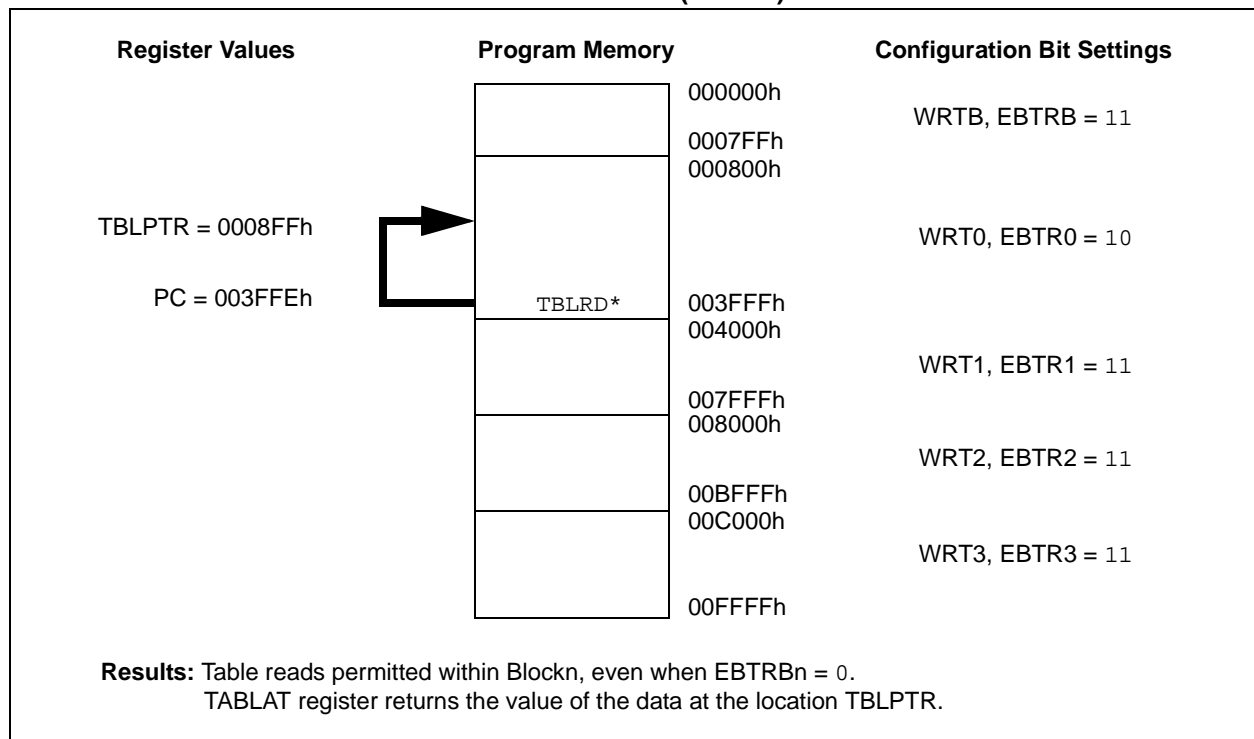 Register Values
Program Memory
Configuration Bit Settings
000000h
WRTB, EBTRB = 11
0007FFh
000800h
TBLPTR = 0008FFh
WRT0, EBTR0 = 10
PC = 003FFEh
TBLRD*
003FFFh
004000h
WRT1, EBTR1 = 11
007FFFh
008000h
WRT2, EBTR2 = 11
00BFFFh
00C000h
WRT3, EBTR3 = 11
00FFFFh
Results: Table reads permitted within Blockn, even when EBTRBn = 0.
TABLAT register returns the value of the data at the location TBLPTR.